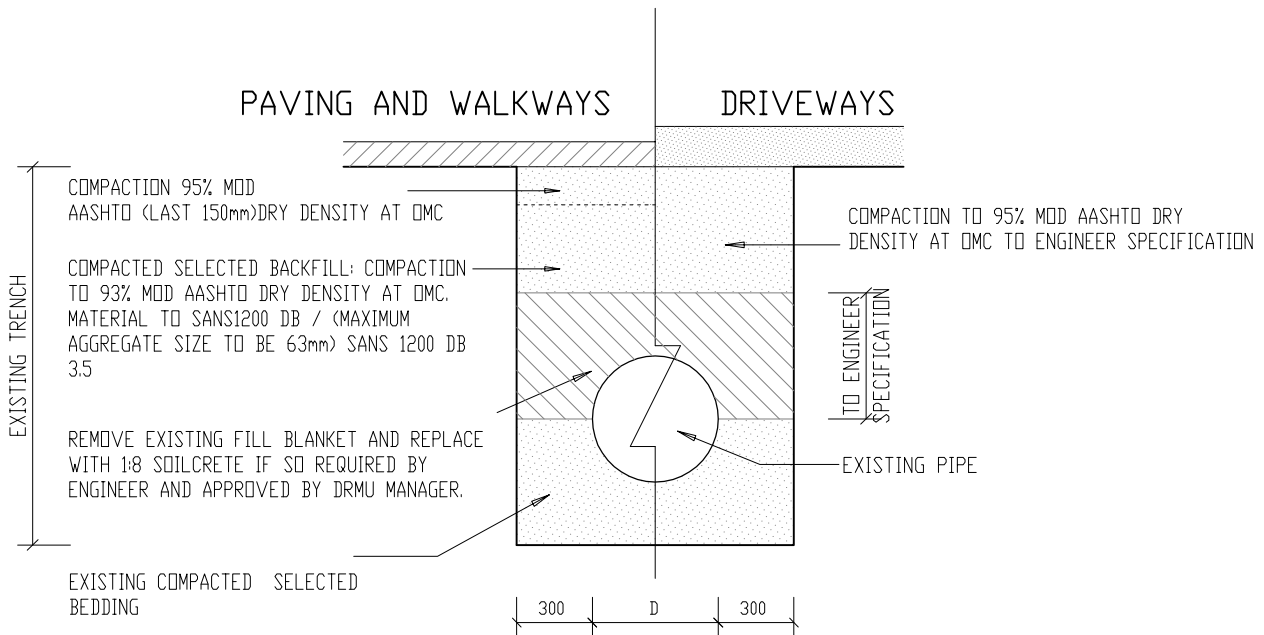 PAVING AND WALKWAYS
DRIVEWAYS
COMPACTION 95% MOD
AASHTO (LAST 150mm)DRY DENSITY AT OMC
COMPACTED SELECTED BACKFILL: COMPACTION
TO 93% MOD AASHTO DRY DENSITY AT OMC.
MATERIAL TO SANS1200 DB / (MAXIMUM
AGGREGATE SIZE TO BE 63mm) SANS 1200 DB
3.5
REMOVE EXISTING FILL BLANKET AND REPLACE
WITH 1:8 SOILCRETE IF SO REQUIRED BY
ENGINEER AND APPROVED BY DRMU MANAGER.
EXISTING COMPACTED SELECTED
BEDDING
EXISTING TRENCH
COMPACTION TO 95% MOD AASHTO DRY
DENSITY AT OMC TO ENGINEER SPECIFICATION
TO ENGINEER
SPECIFICATION
EXISTING PIPE
300
D
300